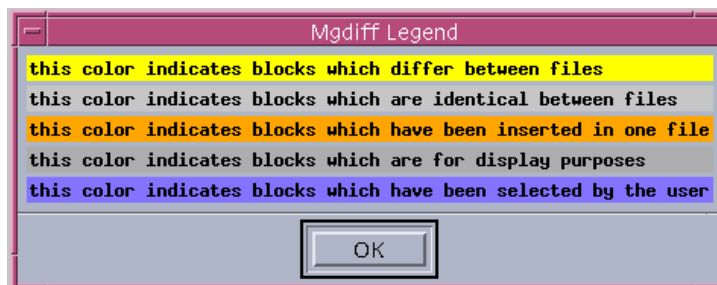 Mgdiff Legend
this color indicates blocks which differ between files
this color indicates blocks which are identical between files
this color indicates blocks which have been inserted in one file
this color indicates blocks which are for display purposes
this color indicates blocks which have been selected by the user
OK